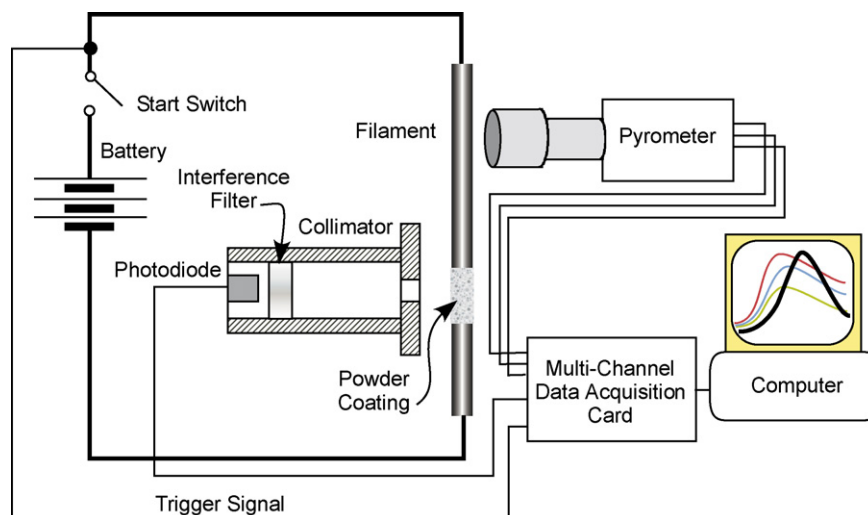 Start Switch
Battery
Filament
Pyrometer
Interference
Filter
Collimator
Photodiode
Powder
Coating
Multi-Channel
Data Acquisition
Card
Computer
Trigger Signal